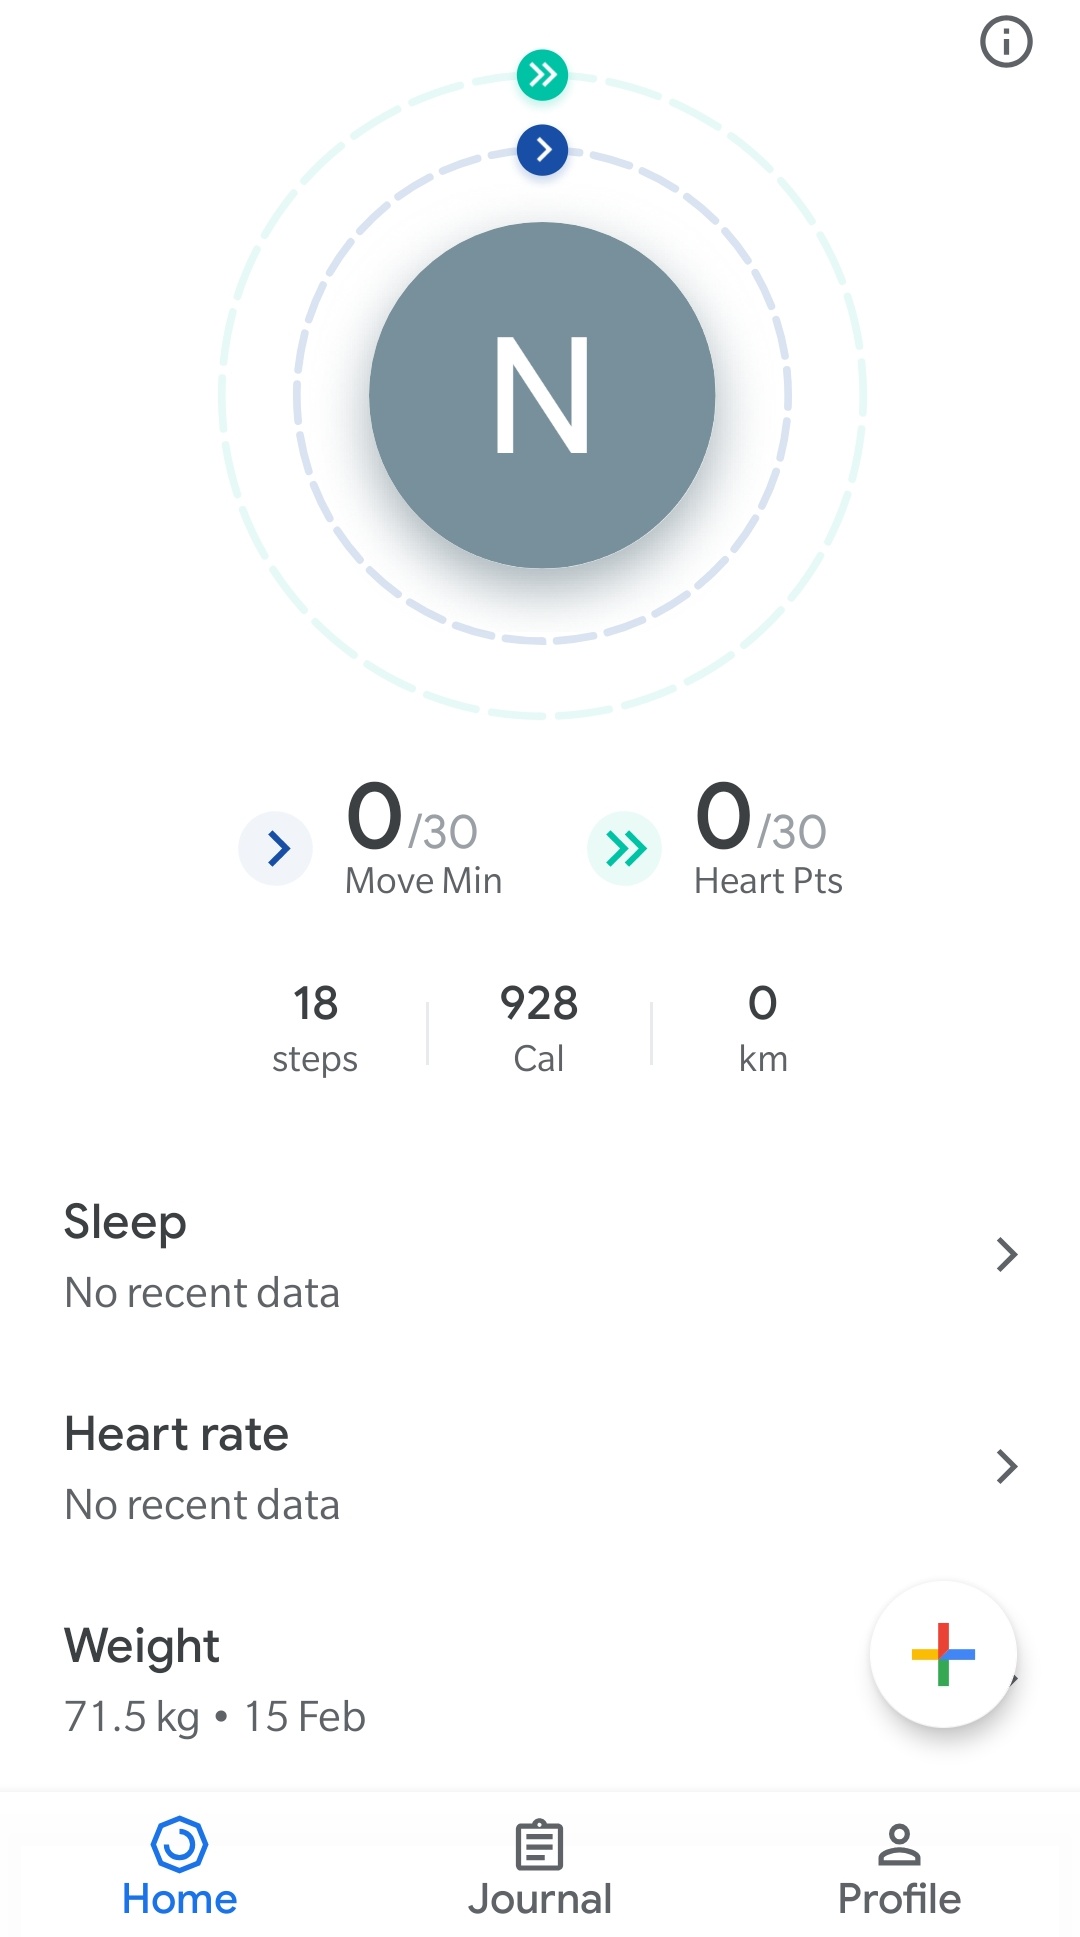 N
0/30
Move Min
0/30
Heart Pts
18
steps
928
Cal
0
km
Sleep
No recent data
Heart rate
No recent data
Weight
71.5 kg • 15 Feb
Home
Journal
Profile